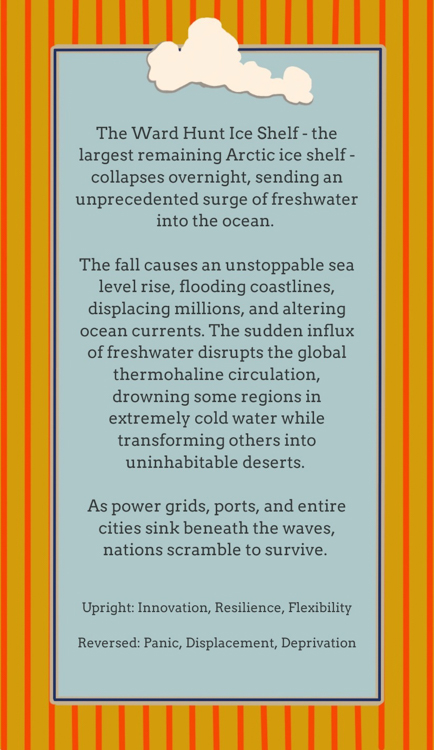 The Ward Hunt Ice Shelf - the
largest remaining Arctic ice shelf -
collapses overnight, sending an
unprecedented surge of freshwater
into the ocean.
The fall causes an unstoppable sea
level rise, flooding coastlines,
displacing millions, and altering
ocean currents. The sudden influx
of freshwater disrupts the global
thermohaline circulation,
drowning some regions in
extremely cold water while
transforming others into
uninhabitable deserts.
As power grids, ports, and entire
cities sink beneath the waves,
nations scramble to survive.
Upright: Innovation, Resilience, Flexibility
Reversed: Panic, Displacement, Deprivation